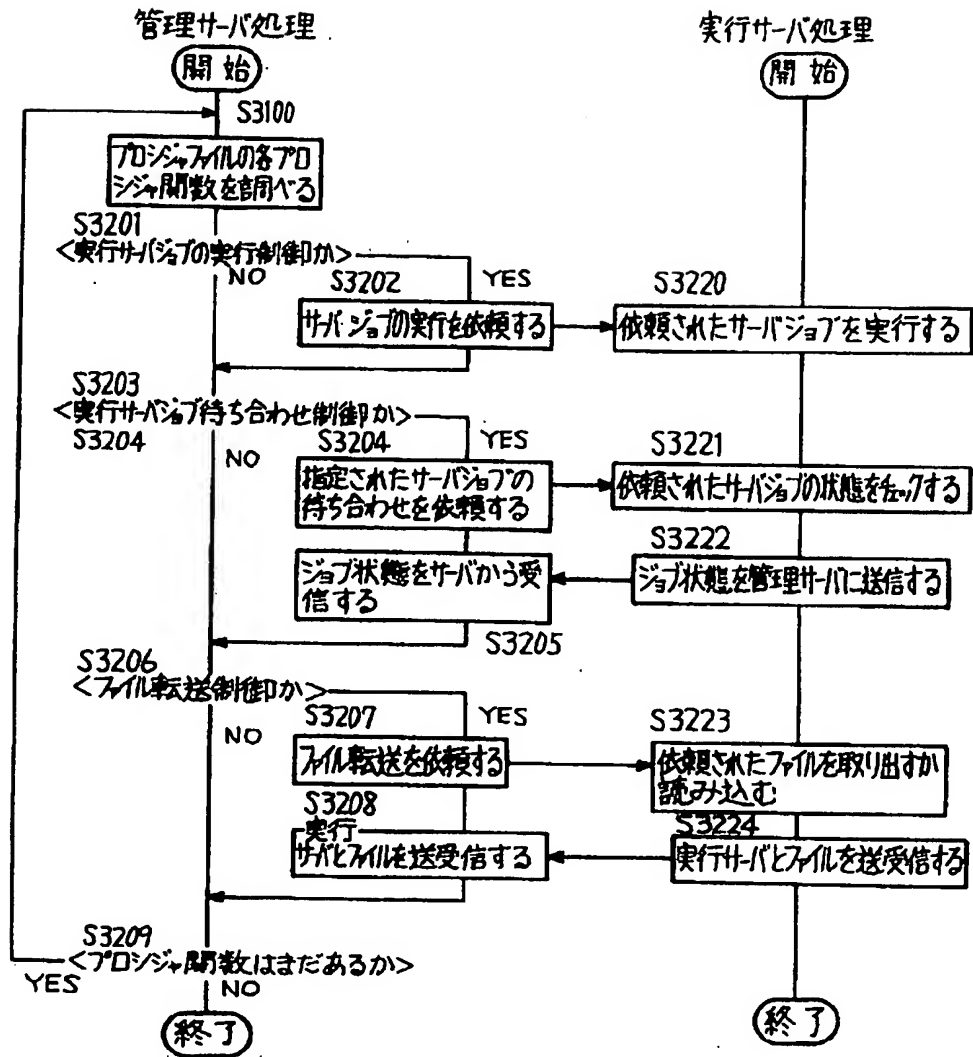 管理サーバ処理
実行サーバ処理
開始
開始
S3100
プロシジャファイルの各プロ
シジャ関数を調べる
S3201
<実行サーバジョブの実行制御か>
NO
YES
S3202
サーバ・ジョブの実行を依頼する
S3220
依頼されたサーバジョブを実行する
S3203
<実行サーバジョブ待ち合わせ制御か>
S3204
NO
S3204
YES
指定されたサーバジョブの
待ち合わせを依頼する
S3221
依頼されたサーバジョブの状態をチェックする
ジョブ状態をサーバから受
信する
S3222
ジョブ状態を管理サーバに送信する
S3205
S3206
<ファイル転送制御か>
NO
YES
S3207
ファイル転送を依頼する
S3223
依頼されたファイルを取り出すか
読み込む
S3208
実行
サーバとファイルを送受信する
S3224
実行サーバとファイルを送受信する
S3209
<プロシジャ関数はまだあるか>
YES
NO
終了
終了